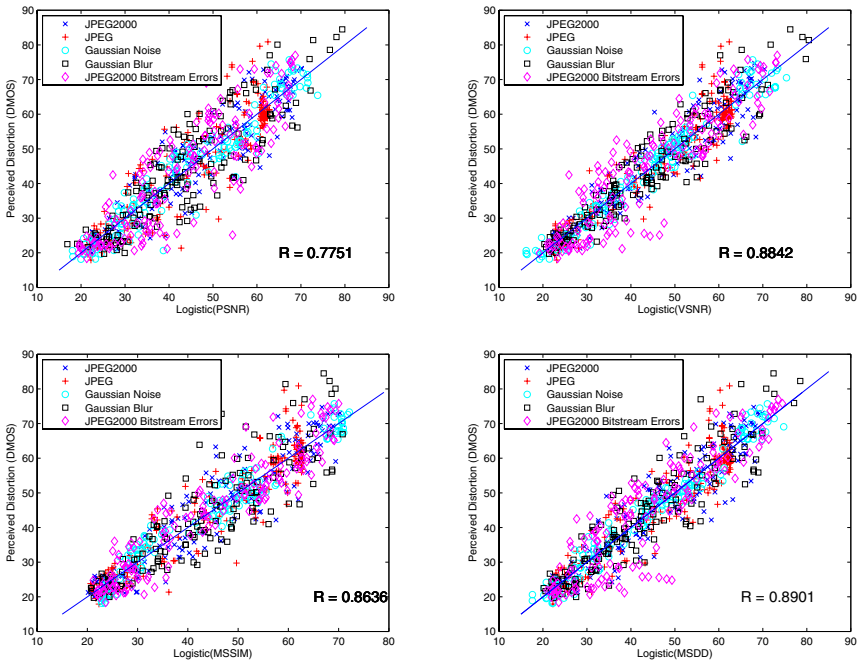 90
80
70
60
50
40
30
20
10
Perceived Distortion (DMOS)
JPEG2000
JPEG
Gaussian Noise
Gaussian Blur
JPEG2000 Bitstream Errors
R = 0.7751
10 20 30 40 50 60 70 80 90
Logistic(PSNR)
90
80
70
60
50
40
30
20
10
Perceived Distortion (DMOS)
JPEG2000
JPEG
Gaussian Noise
Gaussian Blur
JPEG2000 Bitstream Errors
R = 0.8842
10 20 30 40 50 60 70 80 90
Logistic(VSNR)
90
80
70
60
50
40
30
20
10
Perceived Distortion (DMOS)
JPEG2000
JPEG
Gaussian Noise
Gaussian Blur
JPEG2000 Bitstream Errors
R = 0.8636
10 20 30 40 50 60 70 80
Logistic(MSSIM)
90
80
70
60
50
40
30
20
10
Perceived Distortion (DMOS)
JPEG2000
JPEG
Gaussian Noise
Gaussian Blur
JPEG2000 Bitstream Errors
R = 0.8901
10 20 30 40 50 60 70 80 90
Logistic(MSDD)